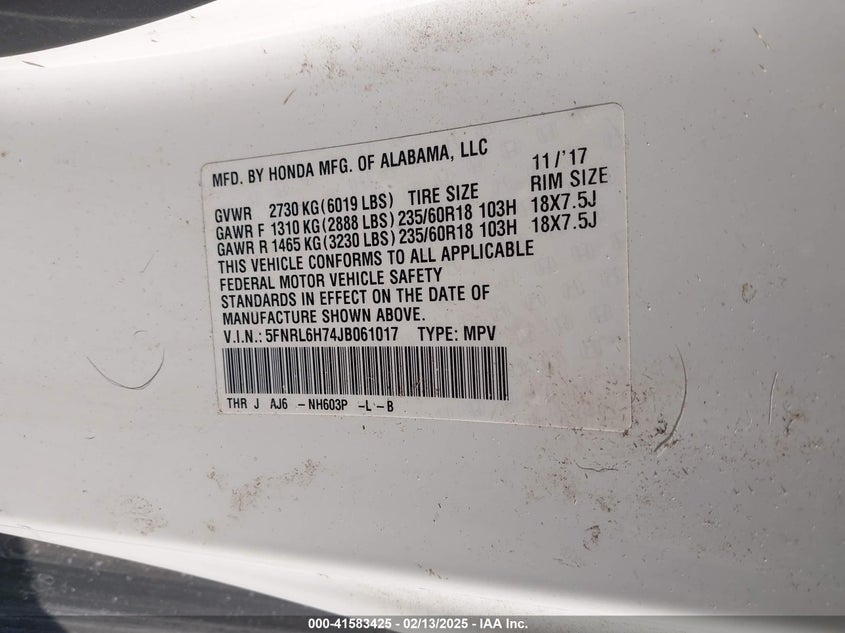 MFD. BY HONDA MFG. OF ALABAMA, LLC 11/'17
GVWR 2730 KG(6019 LBS) TIRE SIZE RIM SIZE
GAWR F 1310 KG(2888 LBS) 235/60R18 103H 18X7.5J
GAWR R 1465 KG(3230 LBS) 235/60R18 103H 18X7.5J
THIS VEHICLE CONFORMS TO ALL APPLICABLE
FEDERAL MOTOR VEHICLE SAFETY
STANDARDS IN EFFECT ON THE DATE OF
MANUFACTURE SHOWN ABOVE.
V.I.N.: 5FNRL6H74JB061017 TYPE: MPV
THR J AJ6 -NH603P -L -B
000-41583425 - 02/13/2025 - IAA Inc.